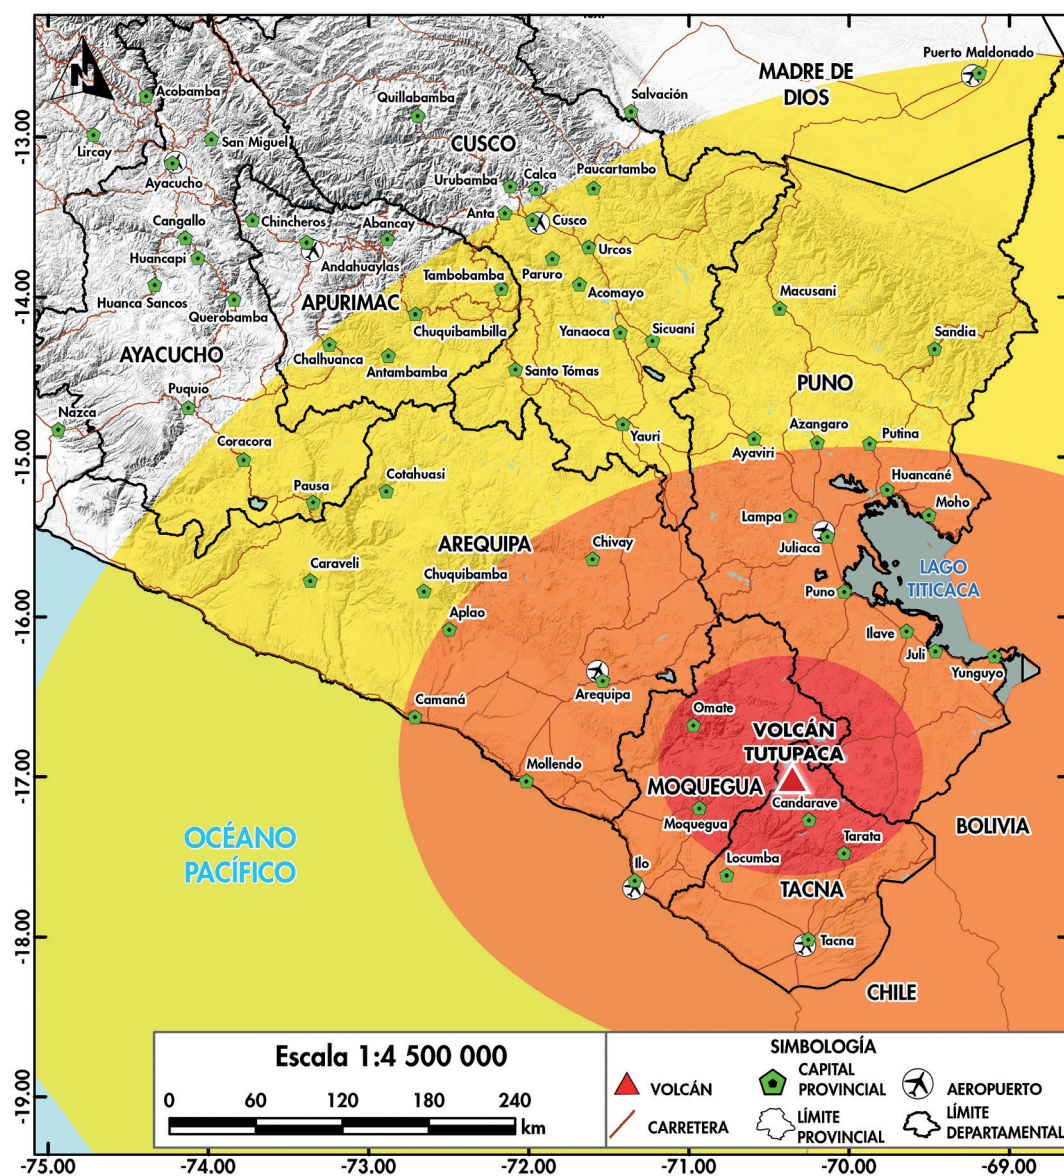 Puerto Maldonado
MADRE DE
DIOS
N
Acobamba
Quillabamba
Salvación
-13.00
Lircay
San Miguel
CUSCO
Ayacucho
Urubamba
Calca
Paucartambo
Cangallo
Chincheros
Abancay
Anta
Cusco
Huancapi
Andahuaylas
Urcos
Tambobamba
Paruro
-14.00
Huanca Sancos
Querobamba
APURIMAC
Acomayo
Macusani
Chuquibambilla
Yanaoca
Sicuani
Sandia
AYACUCHO
Chalhuanca
Antambamba
Santo Tómas
PUNO
Puquio
Nazca
Azangaro
Putina
Coracora
Yauri
Ayaviri
-15.00
Pausa
Cotahuasi
Huancané
Lampa
Moho
AREQUIPA
Chivay
Juliaca
Caraveli
Chuquibamba
LAGO
TITICACA
Puno
-16.00
Aplao
Ilave
Juli
Arequipa
Yunguyo
Camaná
Omate
VOLCÁN
TUTUPACA
-17.00
Mollendo
MOQUEGUA
Candarave
Moquegua
BOLIVIA
OCÉANO
PACÍFICO
Tarata
Ilo
Locumba
TACNA
-18.00
Tacna
CHILE
Escala 1:4 500 000
0 60 120 180 240
km
SIMBOLOGÍA
VOLCÁN
CAPITAL
PROVINCIAL
AEROPUERTO
CARRETERA
LÍMITE
PROVINCIAL
LÍMITE
DEPARTAMENTAL
-19.00
-75.00 -74.00 -73.00 -72.00 -71.00 -70.00 -69.00